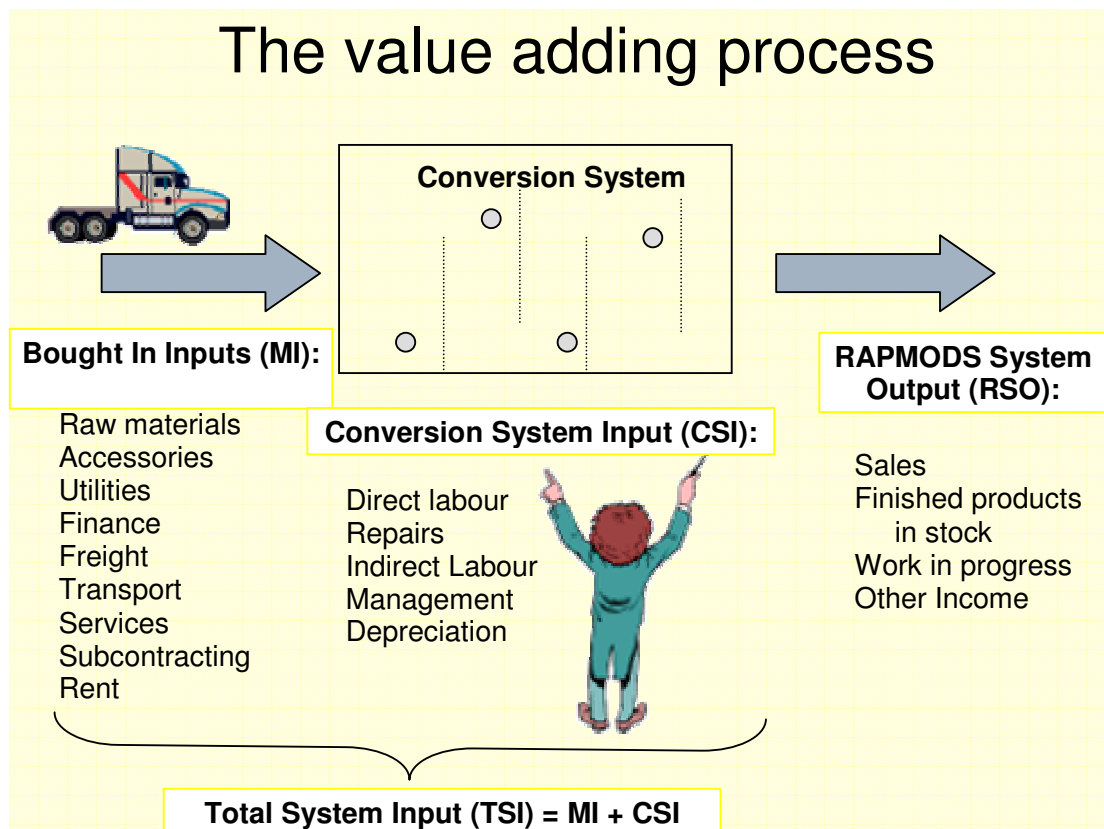 The value adding process
Conversion System
Bought In Inputs (MI):
Raw materials
Accessories
Utilities
Finance
Freight
Transport
Services
Subcontracting
Rent
Conversion System Input (CSI):
Direct labour
Repairs
Indirect Labour
Management
Depreciation
RAPMODS System
Output (RSO):
Sales
Finished products
in stock
Work in progress
Other Income
Total System Input (TSI) = MI + CSI